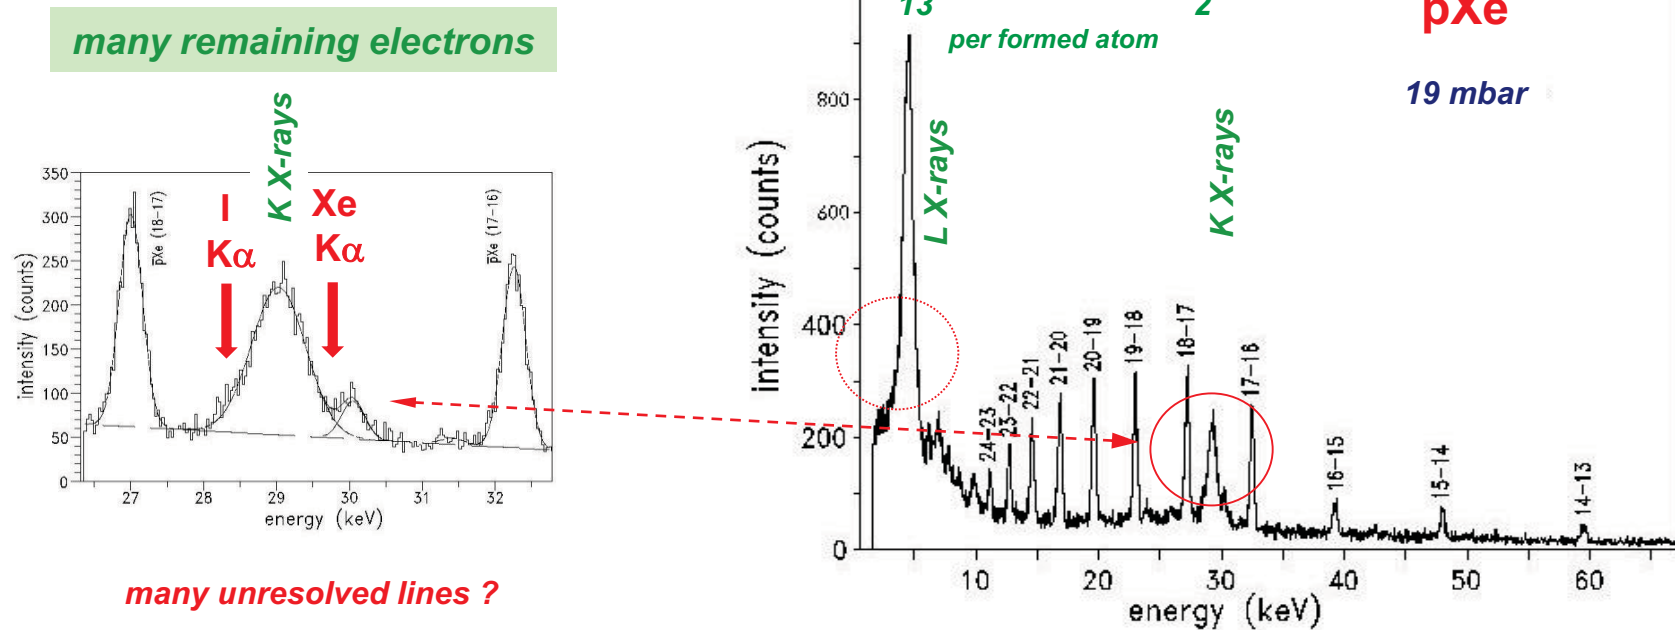 many remaining electrons
K X-rays
I
Kα
Xe
Kα
p̄Xe (18-17)
p̄Xe (17-16)
350
300
250
200
150
100
50
0
intensity (counts)
27 28 29 30 31 32
energy (keV)
many unresolved lines ?
13
2
per formed atom
pXe
19 mbar
L X-rays
K X-rays
800
600
400
200
0
intensity (counts)
24-23
23-22
22-21
21-20
20-19
19-18
18-17
17-16
16-15
15-14
14-13
10 20 30 40 50 60
energy (keV)